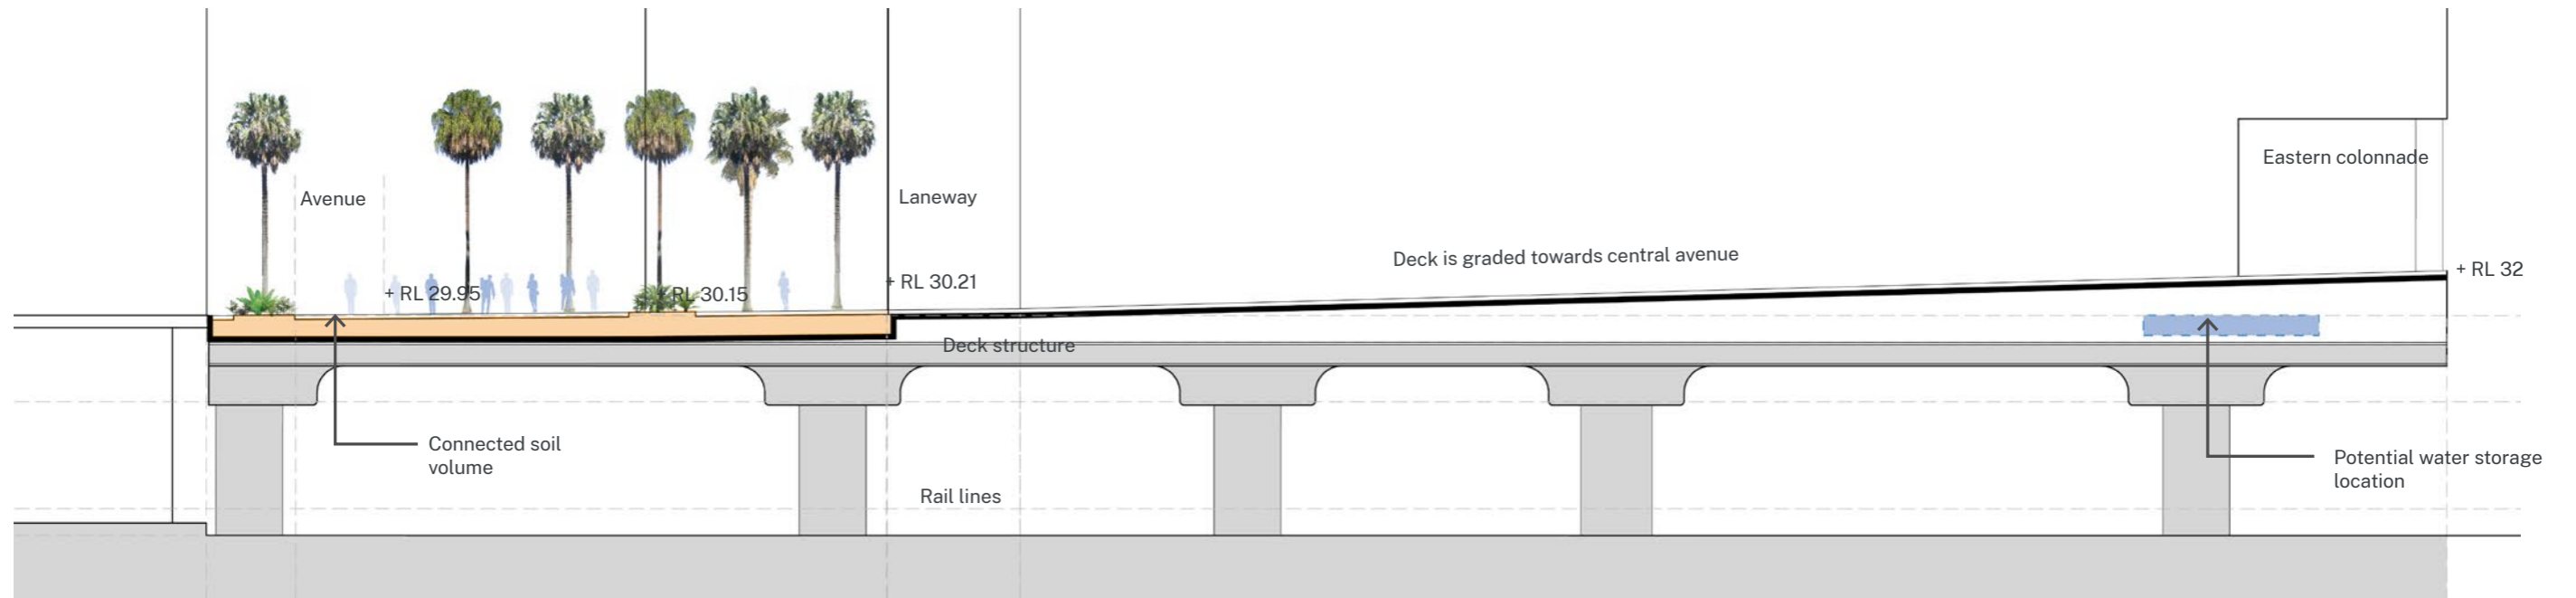 Eastern colonnade
Avenue
Laneway
Deck is graded towards central avenue
+ RL 32
+ RL 30.21
+ RL 29.95
+ RL 30.15
Deck structure
Connected soil
volume
Potential water storage
location
Rail lines